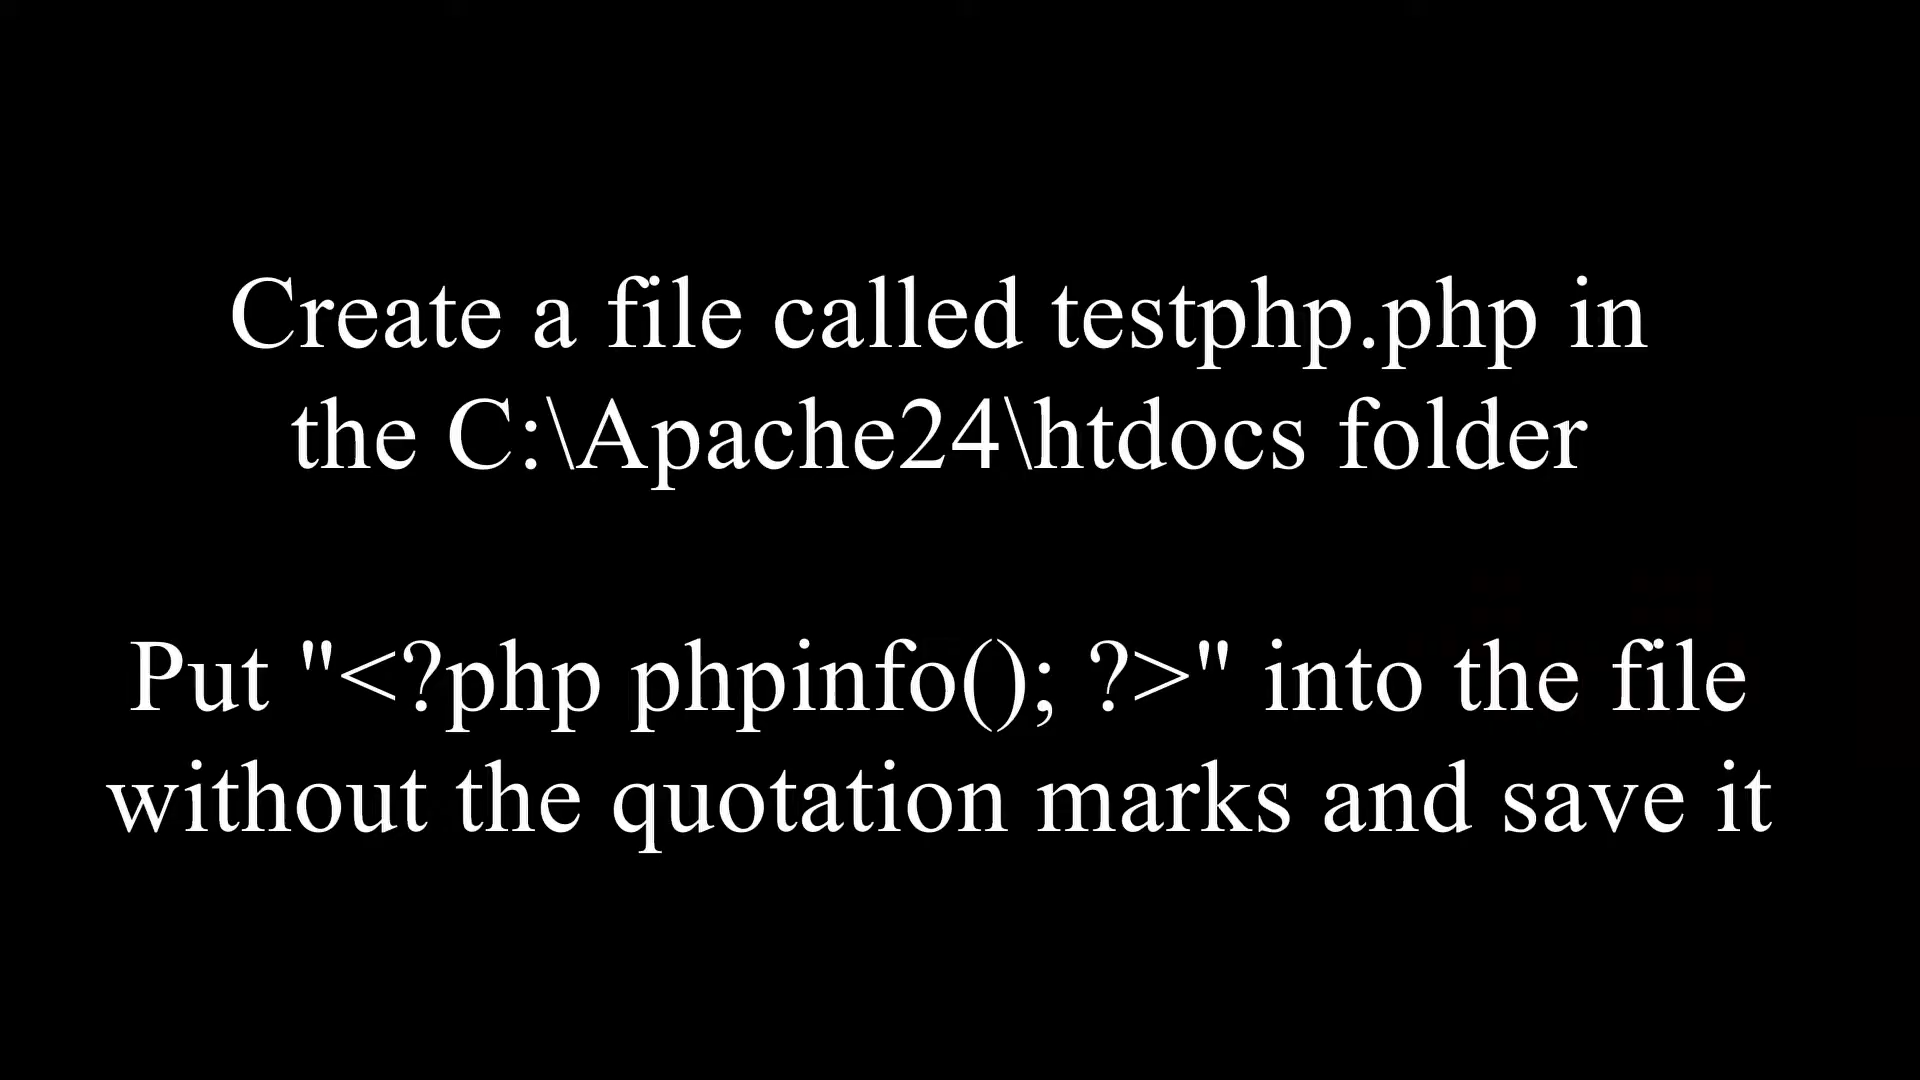 Create a file called testphp.php in
the C:\Apache24\htdocs folder
Put "<?php phpinfo(); ?>" into the file
without the quotation marks and save it